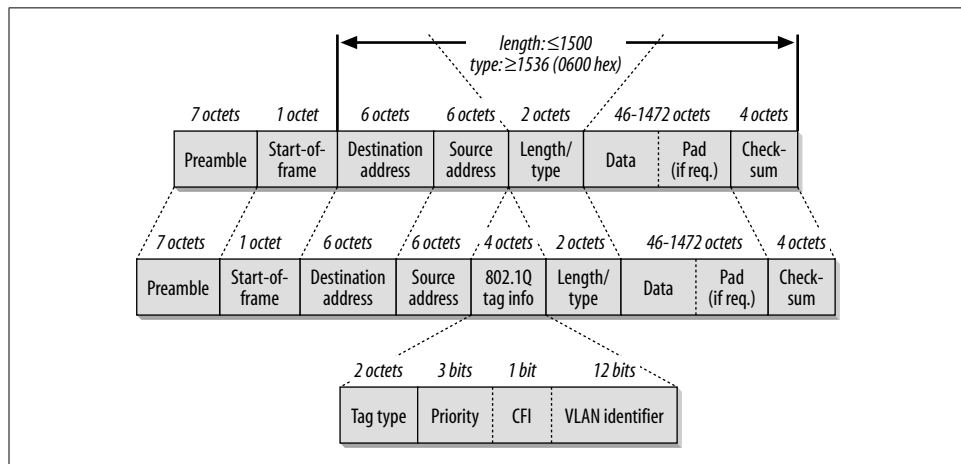 length: ≤1500
type: ≥1536 (0600 hex)
7 octets 1 octet 6 octets 6 octets 2 octets 46-1472 octets 4 octets
Preamble Start-of-frame Destination address Source address Length/type Data Pad (if req.) Check-sum
7 octets 1 octet 6 octets 6 octets 4 octets 2 octets 46-1472 octets 4 octets
Preamble Start-of-frame Destination address Source address 802.1Q tag info Length/type Data Pad (if req.) Check-sum
2 octets 3 bits 1 bit 12 bits
Tag type Priority CFI VLAN identifier